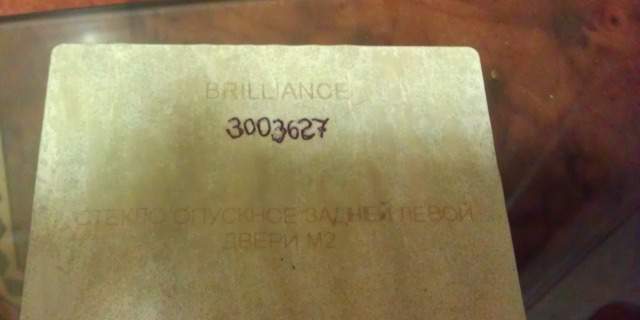 BRILLIANCE
3003627
СТЕКЛО ОПУСКНОЕ ЗАДНЕЙ ЛЕВОЙ
ДВЕРИ М2